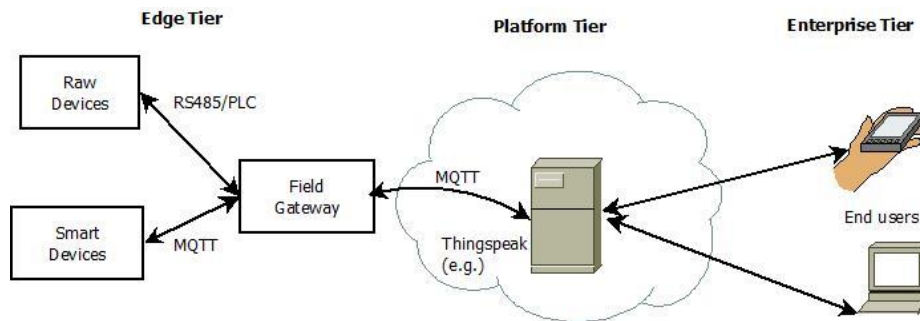 Edge Tier
Platform Tier
Enterprise Tier
Raw
Devices
RS485/PLC
Field
Gateway
MQTT
Smart
Devices
MQTT
Thingspeak
(e.g.)
End users